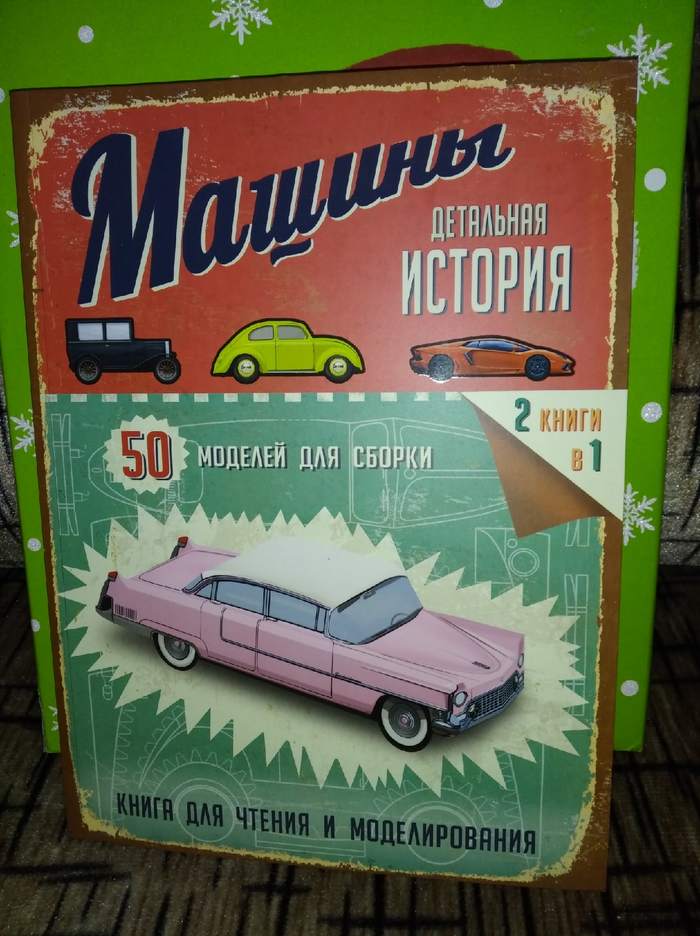 Машины
ДЕТАЛЬНАЯ
ИСТОРИЯ
2 КНИГИ
В 1
50 МОДЕЛЕЙ ДЛЯ СБОРКИ
КНИГА ДЛЯ ЧТЕНИЯ И МОДЕЛИРОВАНИЯ